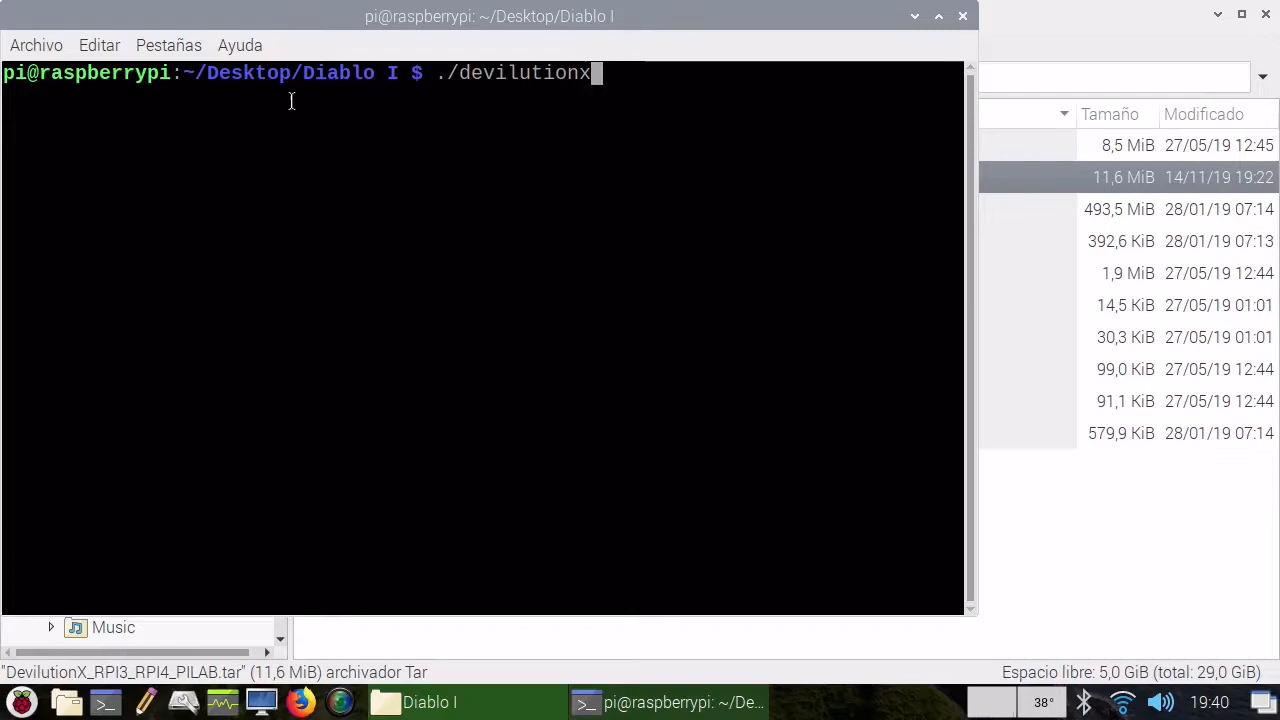 pi@raspberrypi: ~/Desktop/Diablo I
Archivo Editar Pestañas Ayuda
pi@raspberrypi:~/Desktop/Diablo I $ ./devilutionx
Tamaño Modificado
8,5 MiB 27/05/19 12:45
11,6 MiB 14/11/19 19:22
493,5 MiB 28/01/19 07:14
392,6 KiB 28/01/19 07:13
1,9 MiB 27/05/19 12:44
14,5 KiB 27/05/19 01:01
30,3 KiB 27/05/19 01:01
99,0 KiB 27/05/19 12:44
91,1 KiB 27/05/19 12:44
579,9 KiB 28/01/19 07:14
Music
"DevilutionX_RPI3_RPI4_PILAB.tar" (11,6 MiB) archivador Tar Espacio libre: 5,0 GiB (total: 29,0 GiB)
Diablo I pi@raspberrypi: ~/De... 38° 19:40